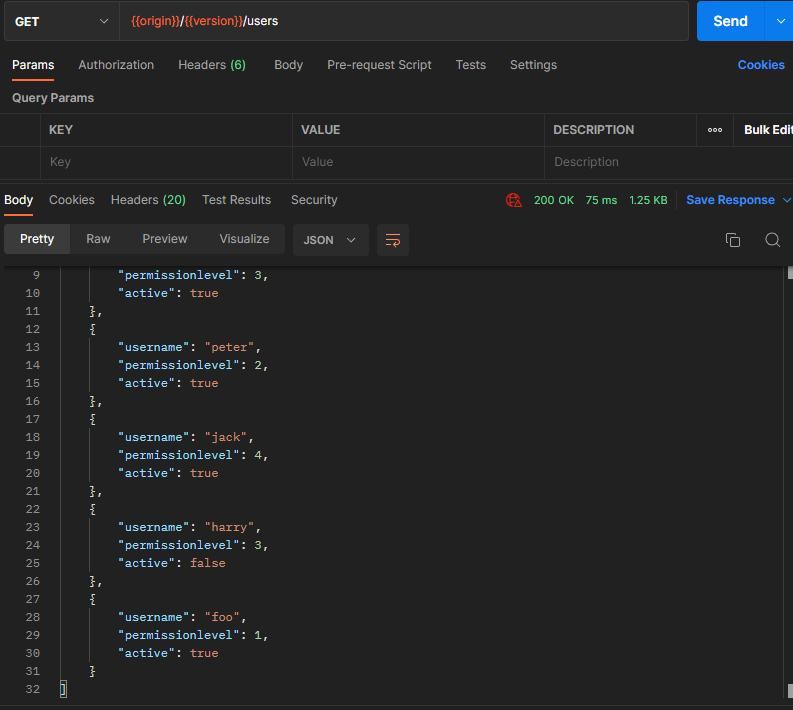 GET {{origin}}/{{version}}/users Send
Params Authorization Headers (6) Body Pre-request Script Tests Settings Cookies
Query Params
KEY VALUE DESCRIPTION ooo Bulk Edit
Key Value Description
Body Cookies Headers (20) Test Results Security 200 OK 75 ms 1.25 KB Save Response
Pretty Raw Preview Visualize JSON
9 "permissionlevel": 3,
10 "active": true
11 },
12 {
13 "username": "peter",
14 "permissionlevel": 2,
15 "active": true
16 },
17 {
18 "username": "jack",
19 "permissionlevel": 4,
20 "active": true
21 },
22 {
23 "username": "harry",
24 "permissionlevel": 3,
25 "active": false
26 },
27 {
28 "username": "foo",
29 "permissionlevel": 1,
30 "active": true
31 }
32 ]